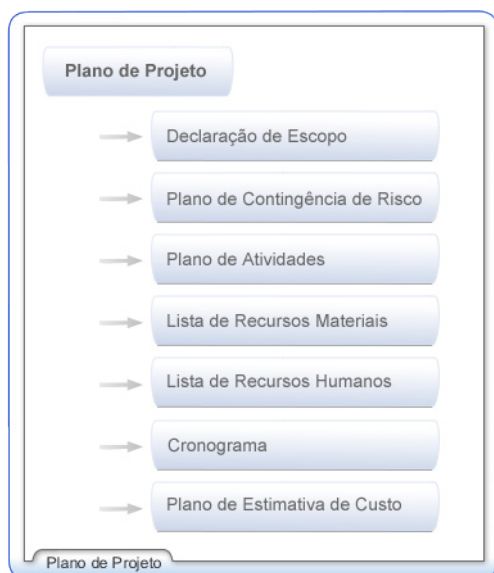 Plano de Projeto
Declaração de Escopo
Plano de Contingência de Risco
Plano de Atividades
Lista de Recursos Materiais
Lista de Recursos Humanos
Cronograma
Plano de Estimativa de Custo
Plano de Projeto